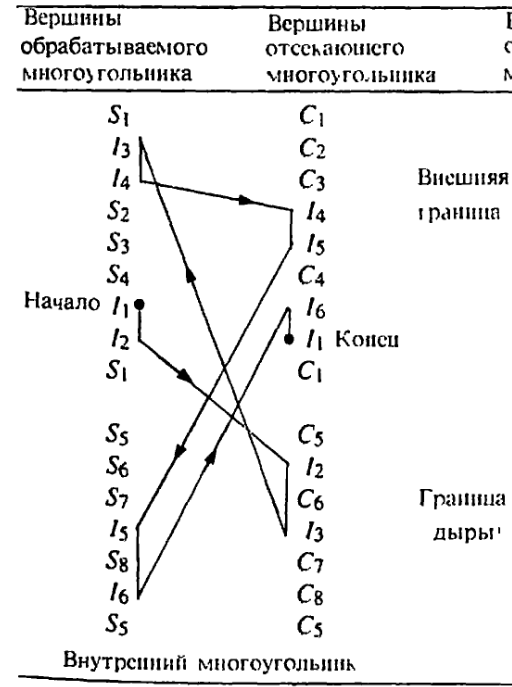 Вершины
обрабатываемого
многоугольника
Вершины
отсекающего
многоугольника
S1 C1
I3 C2
I4 C3
S2 I4
S3 I5
S4 C4
Начало I1 I6
I2 I1 Конец
S1 C1
Внешняя
граница
S5 C5
S6 I2
S7 C6
I5 I3
S8 C7
I6 C8
S5 C5
Граница
дыры
Внутренний многоугольник